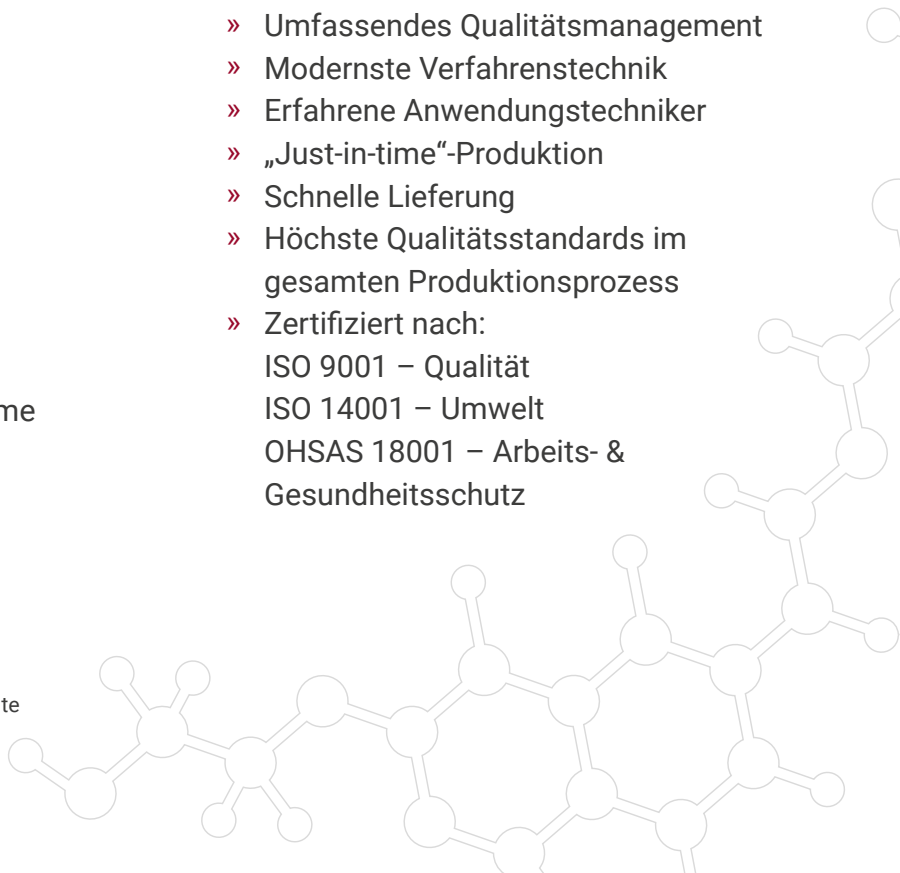 » Umfassendes Qualitätsmanagement
» Modernste Verfahrenstechnik
» Erfahrene Anwendungstechniker
» „Just-in-time“-Produktion
» Schnelle Lieferung
» Höchste Qualitätsstandards im
gesamten Produktionsprozess
» Zertifiziert nach:
ISO 9001 – Qualität
ISO 14001 – Umwelt
OHSAS 18001 – Arbeits- &
Gesundheitsschutz